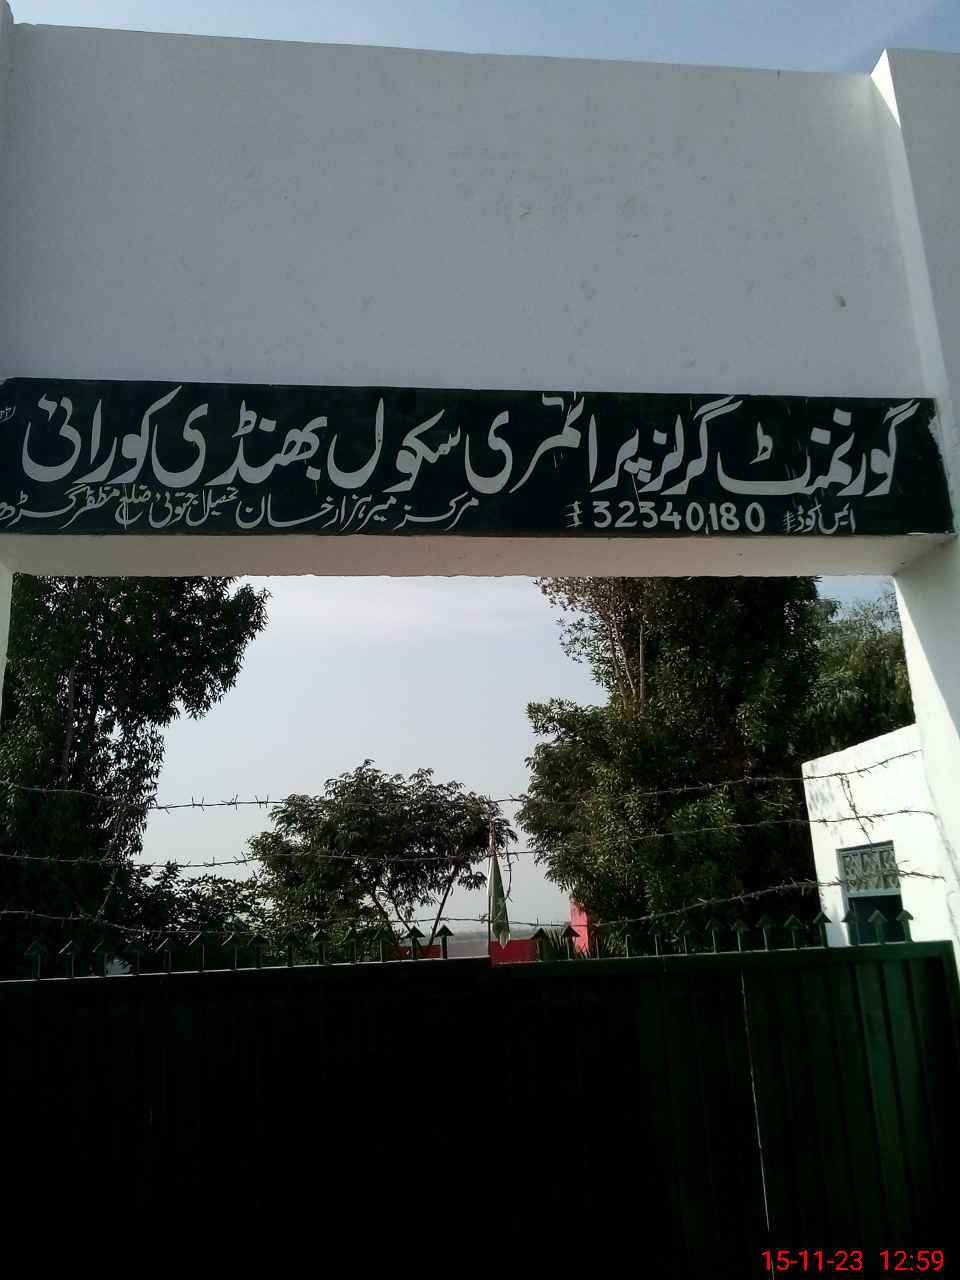 گورنمنٹ گرلز پرائمری سکول بھنڈی کورائی
ایس کوڈ # 32340180 # مرکز میر ہزار خان تحصیل جتوئی ضلع مظفر گڑھ
15-11-23 12:59